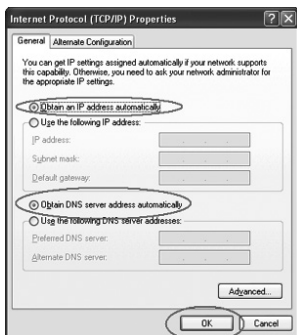 Internet Protocol (TCP/IP) Properties
General
Alternate Configuration
You can get IP settings assigned automatically if your network supports
this capability. Otherwise, you need to ask your network administrator for
the appropriate IP settings.
Obtain an IP address automatically
Use the following IP address:
IP address:
Subnet mask:
Default gateway:
Obtain DNS server address automatically
Use the following DNS server addresses:
Preferred DNS server:
Alternate DNS server:
Advanced...
OK
Cancel